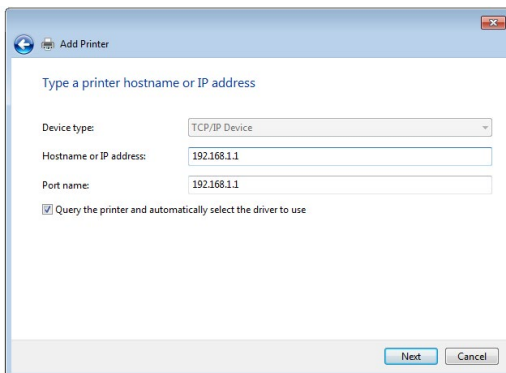 Add Printer
Type a printer hostname or IP address
Device type: TCP/IP Device
Hostname or IP address: 192.168.1.1
Port name: 192.168.1.1
Query the printer and automatically select the driver to use
Next Cancel